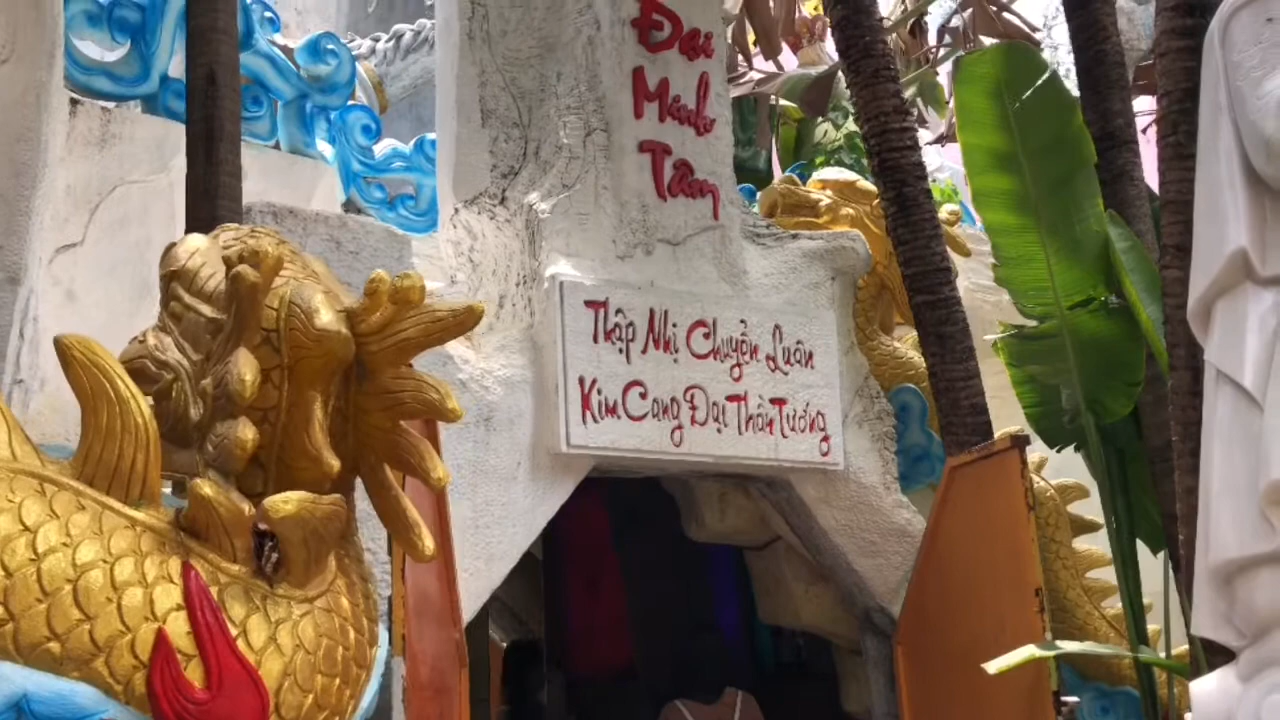 Đại
Minh
Tâm
Thập Nhị Chuyển Luân
Kim Cang Đại Thần Tướng